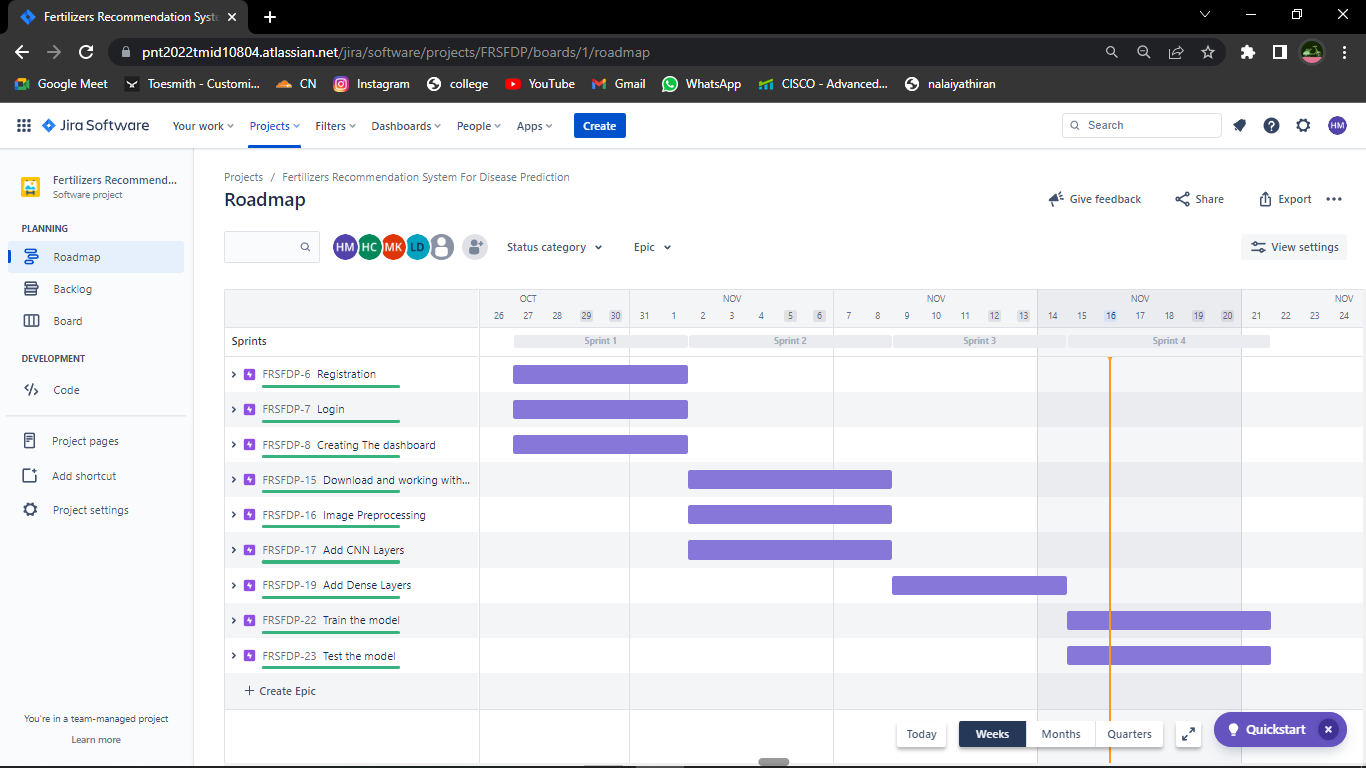 Fertilizers Recommendation Syste
pnt2022tmid10804.atlassian.net/jira/software/projects/FRSFDP/boards/1/roadmap
Google Meet Toesmith - Customi... CN Instagram college YouTube Gmail WhatsApp CISCO - Advanced... nalaiyathiran
Jira Software Your work Projects Filters Dashboards People Apps Create Search HM
Fertilizers Recommend...
Software project
PLANNING
Roadmap
Backlog
Board
DEVELOPMENT
Code
Project pages
Add shortcut
Project settings
You're in a team-managed project
Learn more
Projects / Fertilizers Recommendation System For Disease Prediction
Roadmap
Give feedback Share Export
HM HC MK LD Status category Epic View settings
OCT NOV NOV NOV NOV
26 27 28 29 30 31 1 2 3 4 5 6 7 8 9 10 11 12 13 14 15 16 17 18 19 20 21 22 23 24
Sprints Sprint 1 Sprint 2 Sprint 3 Sprint 4
FRSFDP-6 Registration
FRSFDP-7 Login
FRSFDP-8 Creating The dashboard
FRSFDP-15 Download and working with...
FRSFDP-16 Image Preprocessing
FRSFDP-17 Add CNN Layers
FRSFDP-19 Add Dense Layers
FRSFDP-22 Train the model
FRSFDP-23 Test the model
+ Create Epic
Today Weeks Months Quarters Quickstart